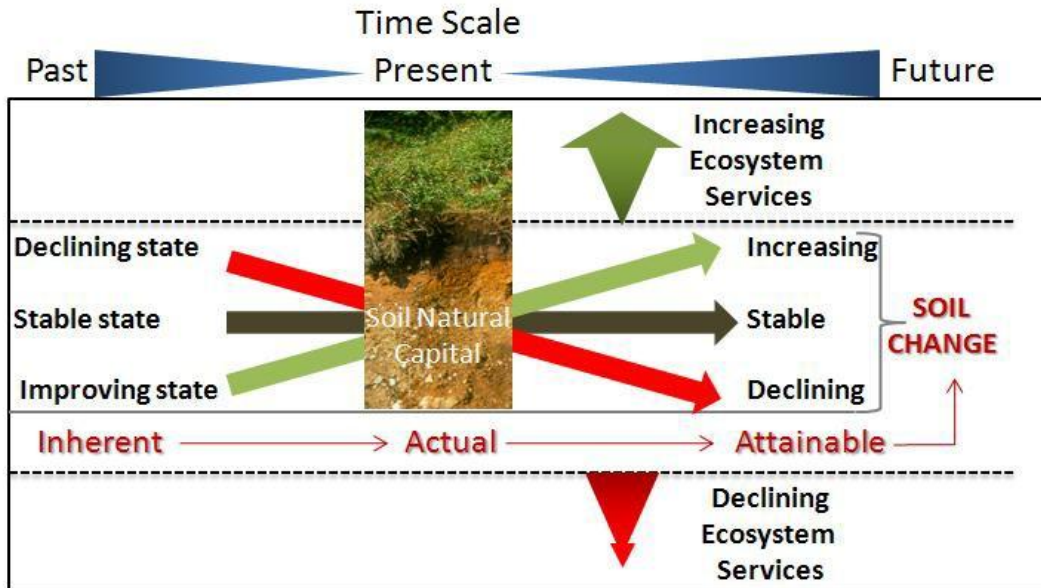 Time Scale
Past Present Future
Increasing
Ecosystem
Services
Declining state
Increasing
Stable state
Soil Natural
Capital
Stable
SOIL
CHANGE
Improving state
Declining
Inherent Actual Attainable
Declining
Ecosystem
Services